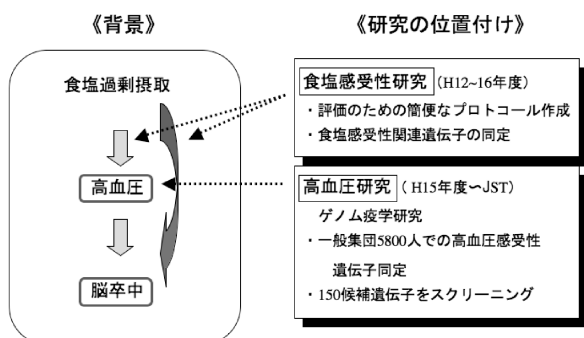 《背景》
食塩過剰摂取
高血圧
脳卒中
《研究の位置付け》
食塩感受性研究(H12~16年度)
・評価のための簡便なプロトコール作成
・食塩感受性関連遺伝子の同定
高血圧研究(H15年度〜JST)
ゲノム疫学研究
・一般集団5800人での高血圧感受性
遺伝子同定
・150候補遺伝子をスクリーニング